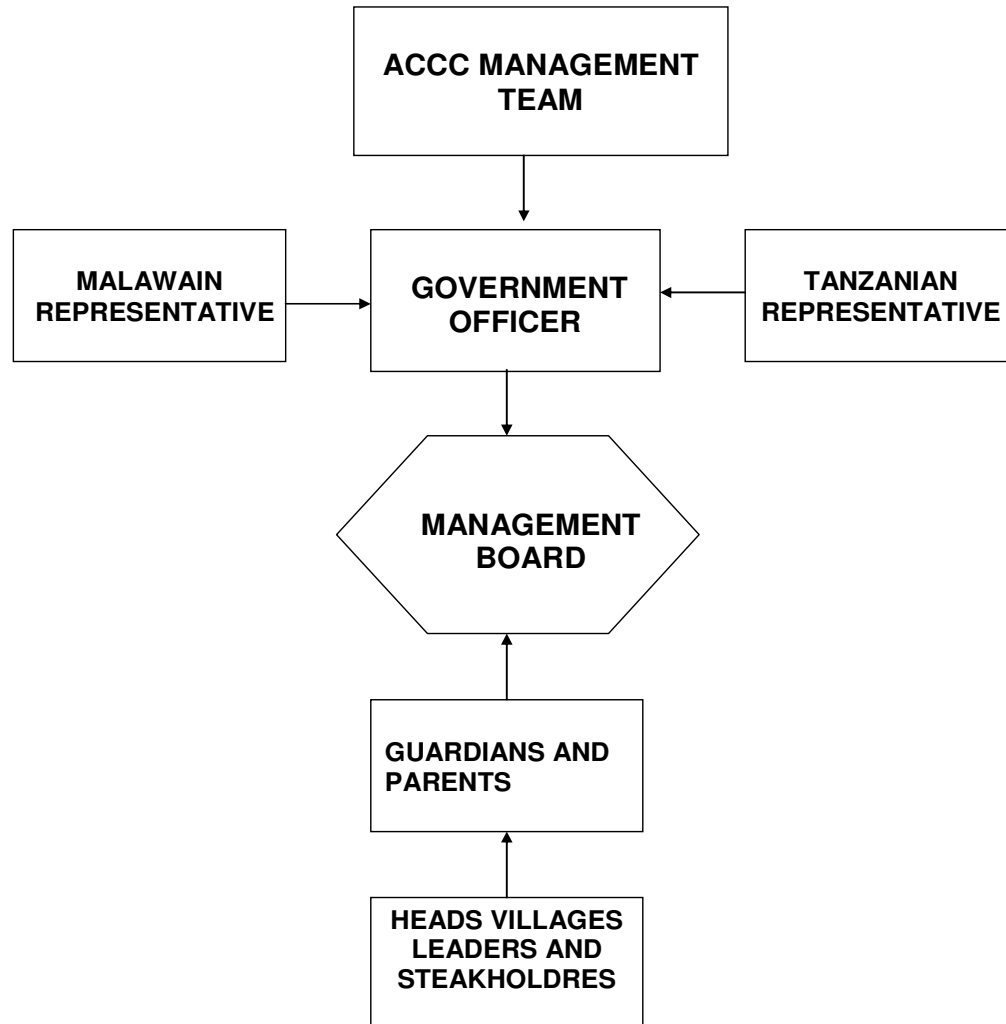 ACCC MANAGEMENT
TEAM
MALAWAIN
REPRESENTATIVE
GOVERNMENT
OFFICER
TANZANIAN
REPRESENTATIVE
MANAGEMENT
BOARD
GUARDIANS AND
PARENTS
HEADS VILLAGES
LEADERS AND
STEAKHOLDRES